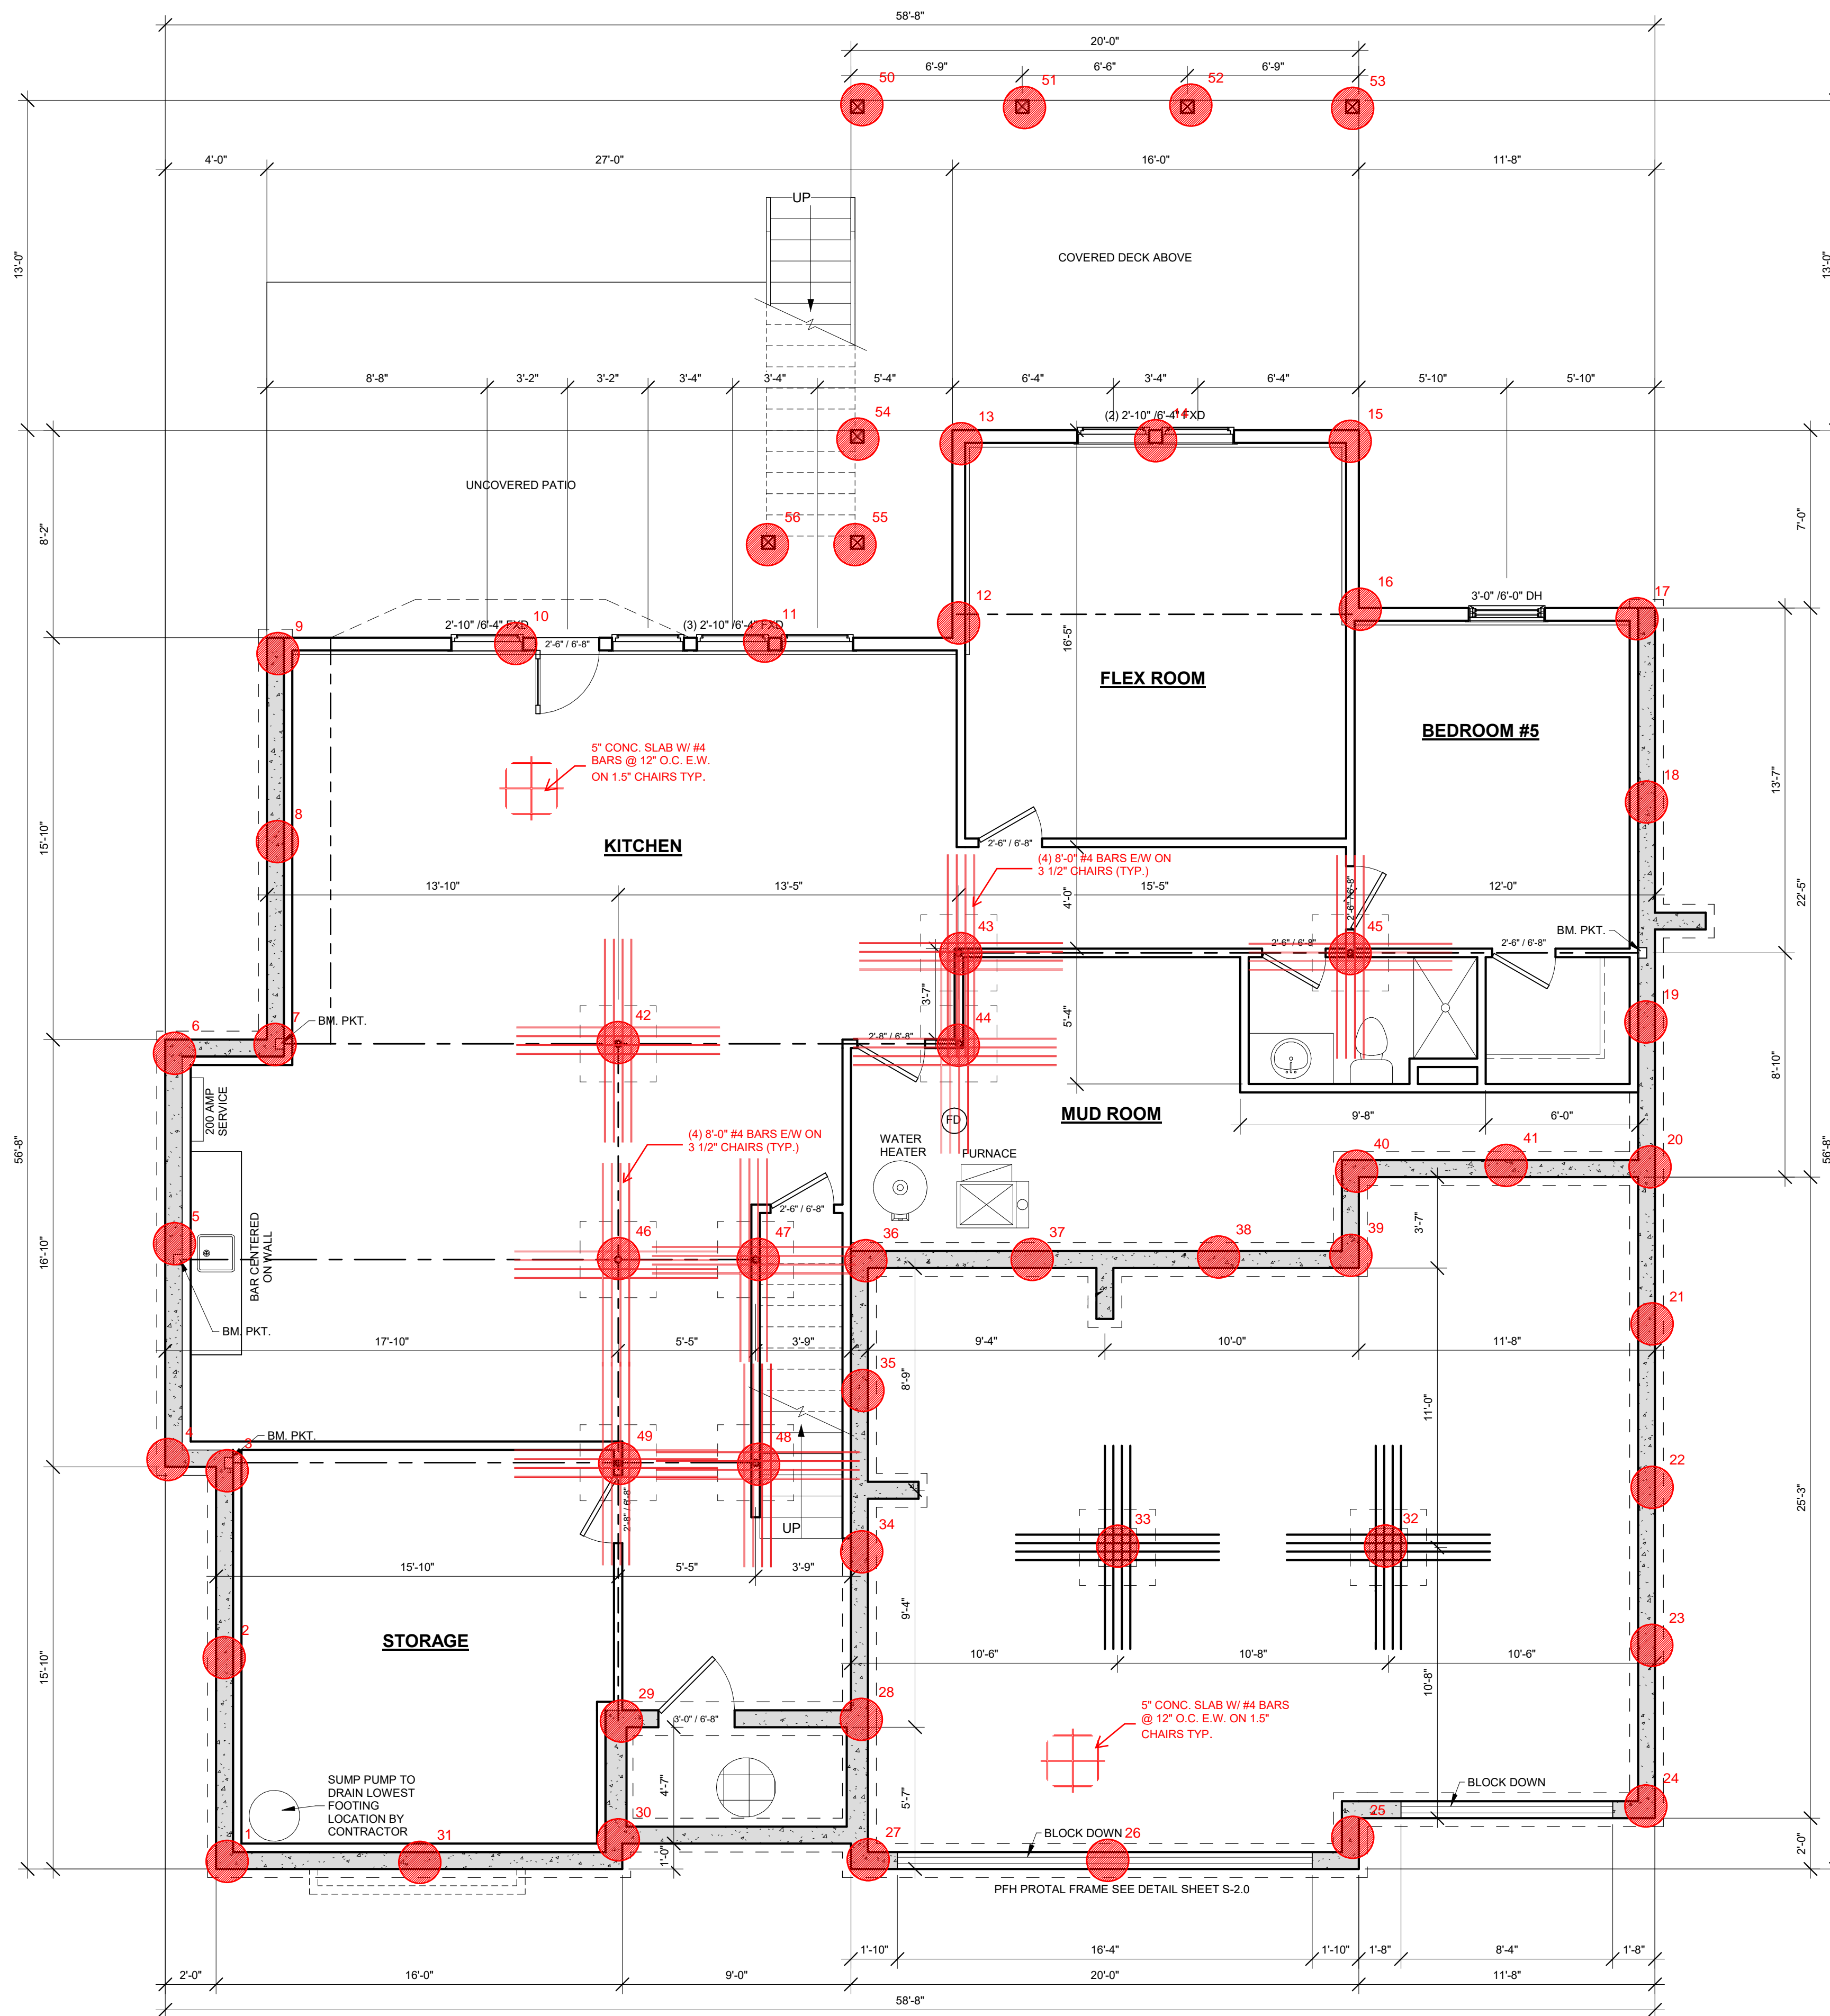 58'-8"
20'-0"
6'-9" 6'-6" 6'-9"
50 51 52 53
4'-0" 27'-0" 16'-0" 11'-8"
UP
COVERED DECK ABOVE
13'-0"
13'-0"
8'-8" 3'-2" 3'-2" 3'-4" 3'-4" 5'-4" 6'-4" 3'-4" 6'-4" 5'-10" 5'-10"
54 13 (2) 2'-10" /6'-4" FXD 14 15
UNCOVERED PATIO
56 55
8'-2"
7'-0"
12 16 3'-0" /6'-0" DH 17
9 2'-10" /6'-4" FXD 10 (3) 2'-10" /6'-4" FXD 11
2'-6" / 6'-8"
16'-5"
FLEX ROOM
BEDROOM #5
5" CONC. SLAB W/ #4
BARS @ 12" O.C. E.W.
ON 1.5" CHAIRS TYP.
18
13'-7"
8
15'-10"
KITCHEN
2'-6" / 6'-8"
(4) 8'-0" #4 BARS E/W ON
3 1/2" CHAIRS (TYP.)
2'-6" / 6'-8"
13'-10" 13'-5" 15'-5" 12'-0"
4'-0"
22'-5"
43 45
2'-6" / 6'-8" 2'-6" / 6'-8"
BM. PKT.
3'-7"
5'-4"
19
6 7 BM. PKT. 42 44
2'-8" / 6'-8"
8'-10"
200 AMP
SERVICE
MUD ROOM
FD
9'-8" 6'-0"
(4) 8'-0" #4 BARS E/W ON
3 1/2" CHAIRS (TYP.)
WATER
HEATER
FURNACE
56'-8"
56'-8"
40 41 20
2'-6" / 6'-8"
3'-7"
5 46 47 36 37 38 39
BAR CENTERED
ON WALL
16'-10"
BM. PKT.
21
17'-10" 5'-5" 3'-9" 9'-4" 10'-0" 11'-8"
35
8'-9"
11'-0"
4 3 BM. PKT. 49 48
22
25'-3"
2'-8" / 6'-8"
UP
34 33 32
15'-10" 5'-5" 3'-9"
9'-4"
2
STORAGE
23
10'-6" 10'-8" 10'-6"
15'-10"
10'-8"
29 28
3'-0" / 6'-8"
5" CONC. SLAB W/ #4 BARS
@ 12" O.C. E.W. ON 1.5"
CHAIRS TYP.
SUMP PUMP TO
DRAIN LOWEST
FOOTING
LOCATION BY
CONTRACTOR
4'-7"
5'-7"
BLOCK DOWN
24
30 25
1 31 27 BLOCK DOWN 26
1'-0"
2'-0"
PFH PROTAL FRAME SEE DETAIL SHEET S-2.0
1'-10" 16'-4" 1'-10" 1'-8" 8'-4" 1'-8"
2'-0" 16'-0" 9'-0" 20'-0" 11'-8"
58'-8"